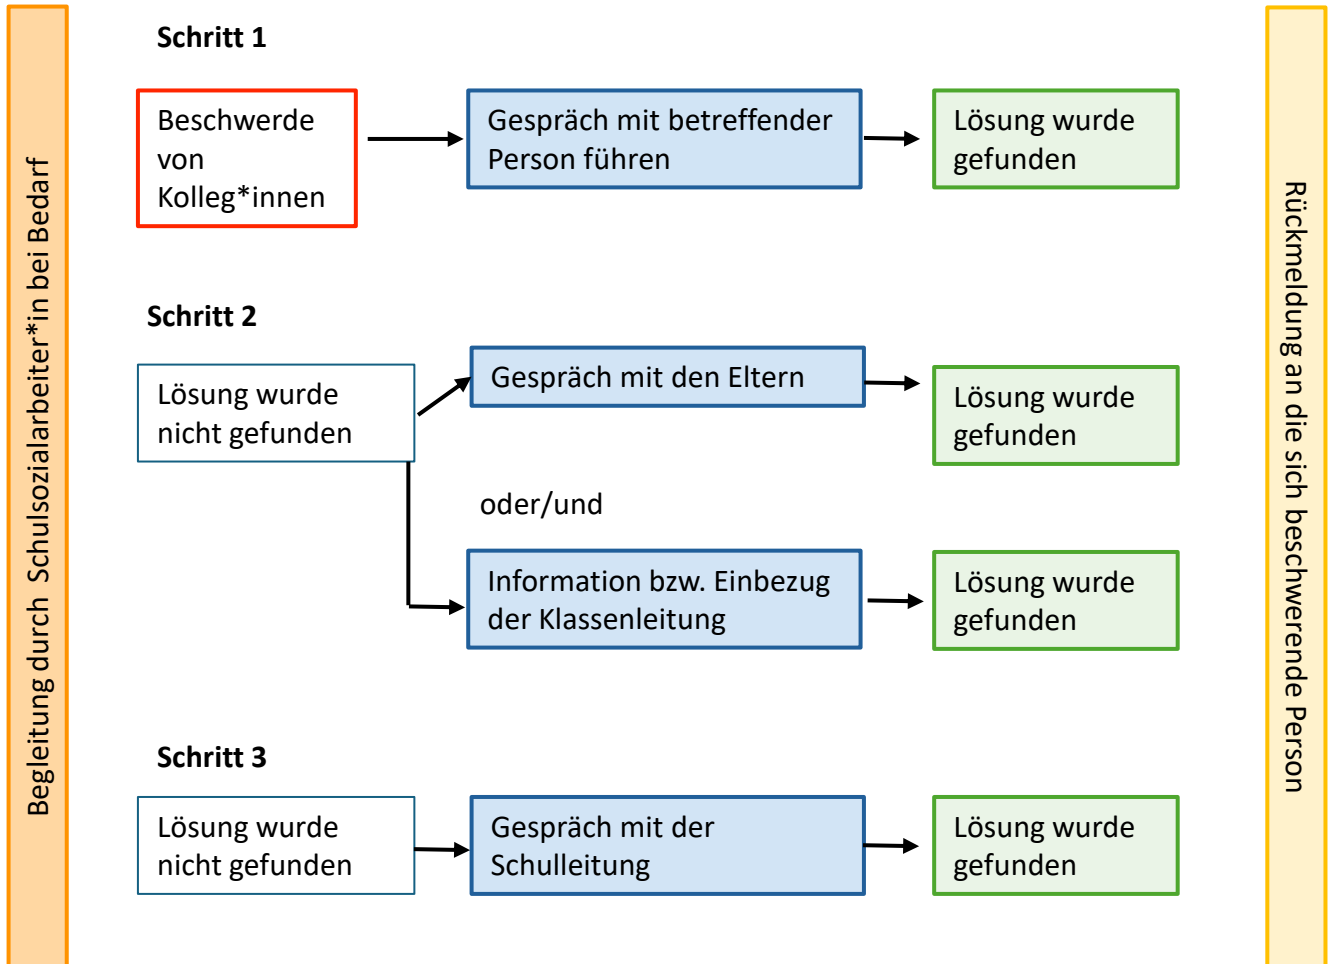 Begleitung durch Schulsozialarbeiter*in bei Bedarf
Schritt 1
Beschwerde
von
Kolleg*innen
Gespräch mit betreffender
Person führen
Lösung wurde
gefunden
Schritt 2
Lösung wurde
nicht gefunden
Gespräch mit den Eltern
Lösung wurde
gefunden
oder/und
Information bzw. Einbezug
der Klassenleitung
Lösung wurde
gefunden
Schritt 3
Lösung wurde
nicht gefunden
Gespräch mit der
Schulleitung
Lösung wurde
gefunden
Rückmeldung an die sich beschwerende Person